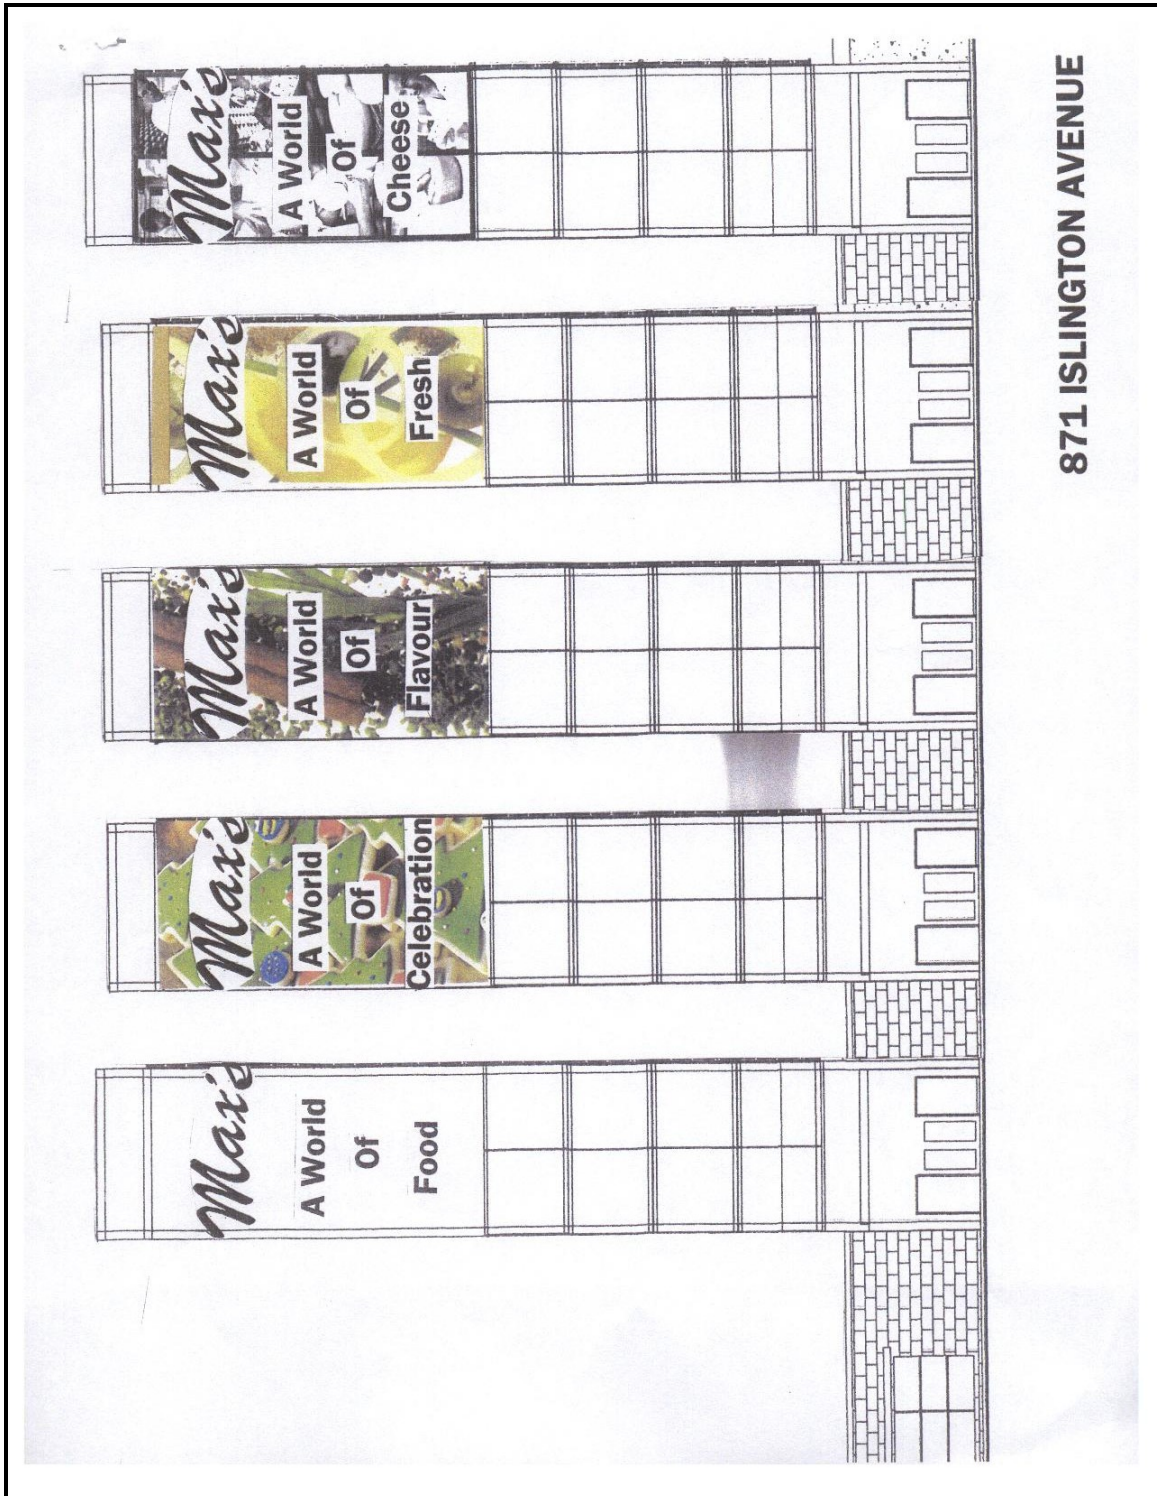 Max's
A World
Of
Food
Max's
A World
Of
Celebration
Max's
A World
Of
Flavour
Max's
A World
Of
Fresh
Max's
A World
Of
Cheese
871 ISLINGTON AVENUE